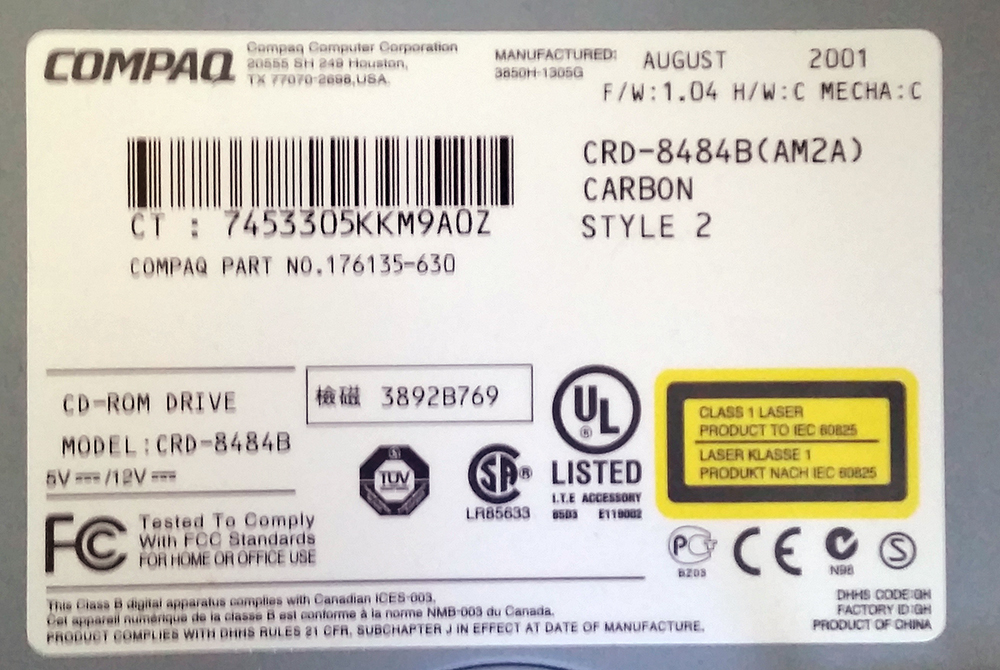 COMPAQ
Compaq Computer Corporation
20555 SH 249 Houston,
TX 77070-2698,USA.
MANUFACTURED: AUGUST 2001
3850H-1305G
F/W:1.04 H/W:C MECHA:C
CT : 7453305KKM9A0Z
COMPAQ PART NO.176135-630
CRD-8484B(AM2A)
CARBON
STYLE 2
CD-ROM DRIVE
MODEL:CRD-8484B
5V⎓/12V⎓
檢磁 3892B769
TÜV
SA®
LR65633
UL®
LISTED
I.T.E ACCESSORY
65B3 E119002
CLASS 1 LASER
PRODUCT TO IEC 60825
LASER KLASSE 1
PRODUKT NACH IEC 60825
FC
Tested To Comply
With FCC Standards
FOR HOME OR OFFICE USE
PG
BZ03
CE
N98
S
This Class B digital apparatus complies with Canadian ICES-003.
Cet appareil numérique de la classe B est conforme à la norme NMB-003 du Canada.
PRODUCT COMPLIES WITH DHHS RULES 21 CFR, SUBCHAPTER J IN EFFECT AT DATE OF MANUFACTURE.
DHHS CODE:GH
FACTORY ID:GH
PRODUCT OF CHINA